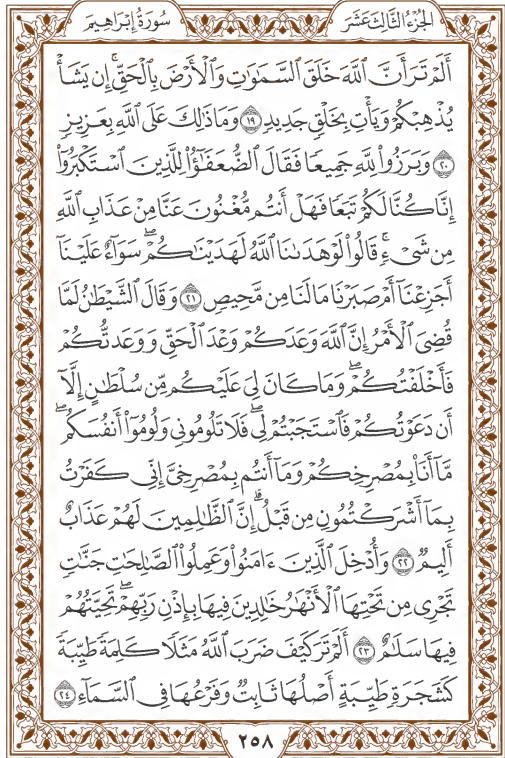 الجزء الثالث عشر
سورة إبراهيم
أَلَمْ تَرَ أَنَّ ٱللَّهَ خَلَقَ ٱلسَّمَٰوَٰتِ وَٱلْأَرْضَ بِٱلْحَقِّ ۚ إِن يَشَأْ
يُذْهِبْكُمْ وَيَأْتِ بِخَلْقٍ جَدِيدٍ ١٩ وَمَا ذَٰلِكَ عَلَى ٱللَّهِ بِعَزِيزٍ
٢٠ وَبَرَزُوا۟ لِلَّهِ جَمِيعًا فَقَالَ ٱلضُّعَفَٰٓؤُا۟ لِلَّذِينَ ٱسْتَكْبَرُوٓا۟
إِنَّا كُنَّا لَكُمْ تَبَعًا فَهَلْ أَنتُم مُّغْنُونَ عَنَّا مِنْ عَذَابِ ٱللَّهِ
مِن شَىْءٍ ۚ قَالُوا۟ لَوْ هَدَىٰنَا ٱللَّهُ لَهَدَيْنَٰكُمْ ۖ سَوَآءٌ عَلَيْنَآ
أَجَزِعْنَآ أَمْ صَبَرْنَا مَا لَنَا مِن مَّحِيصٍ ٢١ وَقَالَ ٱلشَّيْطَٰنُ لَمَّا
قُضِىَ ٱلْأَمْرُ إِنَّ ٱللَّهَ وَعَدَكُمْ وَعْدَ ٱلْحَقِّ وَوَعَدتُّكُمْ
فَأَخْلَفْتُكُمْ ۖ وَمَا كَانَ لِىَ عَلَيْكُم مِّن سُلْطَٰنٍ إِلَّآ
أَن دَعَوْتُكُمْ فَٱسْتَجَبْتُمْ لِى ۖ فَلَا تَلُومُونِى وَلُومُوٓا۟ أَنفُسَكُم ۖ
مَّآ أَنَا۠ بِمُصْرِخِكُمْ وَمَآ أَنتُم بِمُصْرِخِىَّ ۖ إِنِّى كَفَرْتُ
بِمَآ أَشْرَكْتُمُونِ مِن قَبْلُ ۗ إِنَّ ٱلظَّٰلِمِينَ لَهُمْ عَذَابٌ
أَلِيمٌ ٢٢ وَأُدْخِلَ ٱلَّذِينَ ءَامَنُوا۟ وَعَمِلُوا۟ ٱلصَّٰلِحَٰتِ جَنَّٰتٍ
تَجْرِى مِن تَحْتِهَا ٱلْأَنْهَٰرُ خَٰلِدِينَ فِيهَا بِإِذْنِ رَبِّهِمْ ۖ تَحِيَّتُهُمْ
فِيهَا سَلَٰمٌ ٢٣ أَلَمْ تَرَ كَيْفَ ضَرَبَ ٱللَّهُ مَثَلًا كَلِمَةً طَيِّبَةً
كَشَجَرَةٍ طَيِّبَةٍ أَصْلُهَا ثَابِتٌ وَفَرْعُهَا فِى ٱلسَّمَآءِ ٢٤
٢٥٨